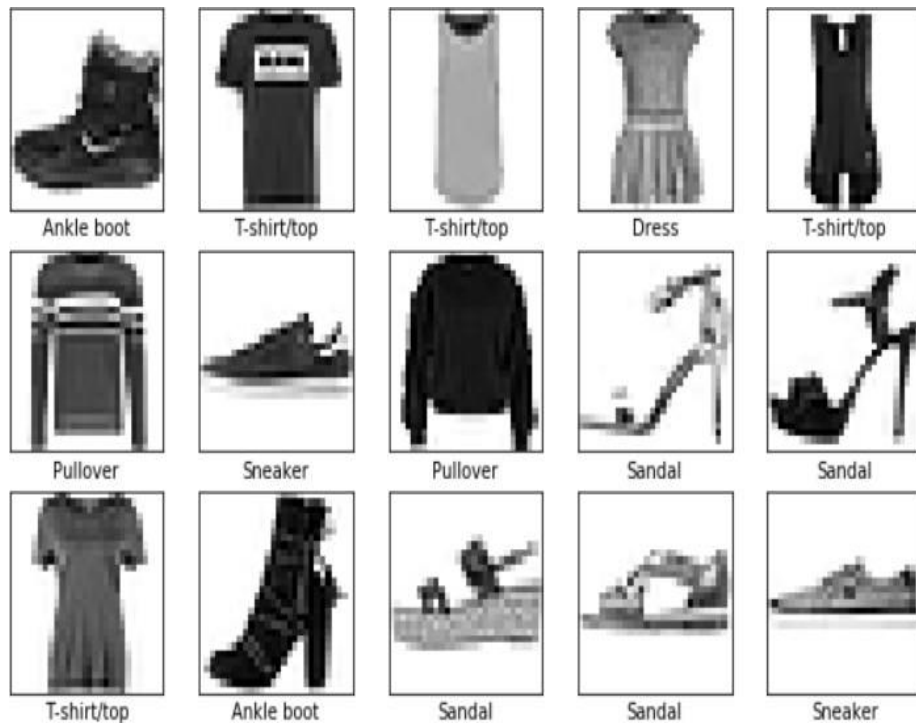 Ankle boot
T-shirt/top
T-shirt/top
Dress
T-shirt/top
Pullover
Sneaker
Pullover
Sandal
Sandal
T-shirt/top
Ankle boot
Sandal
Sandal
Sneaker